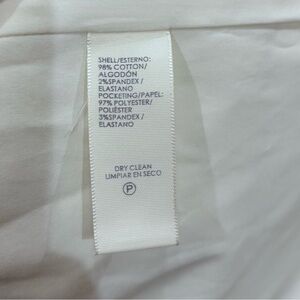 SHELL/ESTERNO:
98% COTTON/
ALGODÓN
2%SPANDEX/
ELASTANO
POCKETING/PAPEL:
97% POLYESTER/
POLIÉSTER
3%SPANDEX/
ELASTANO
DRY CLEAN
LIMPIAR EN SECO
P